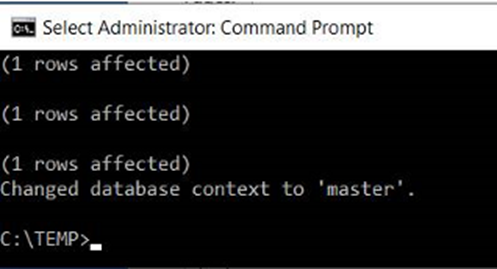 Select Administrator: Command Prompt
(1 rows affected)
(1 rows affected)
(1 rows affected)
Changed database context to 'master'.
C:\TEMP>